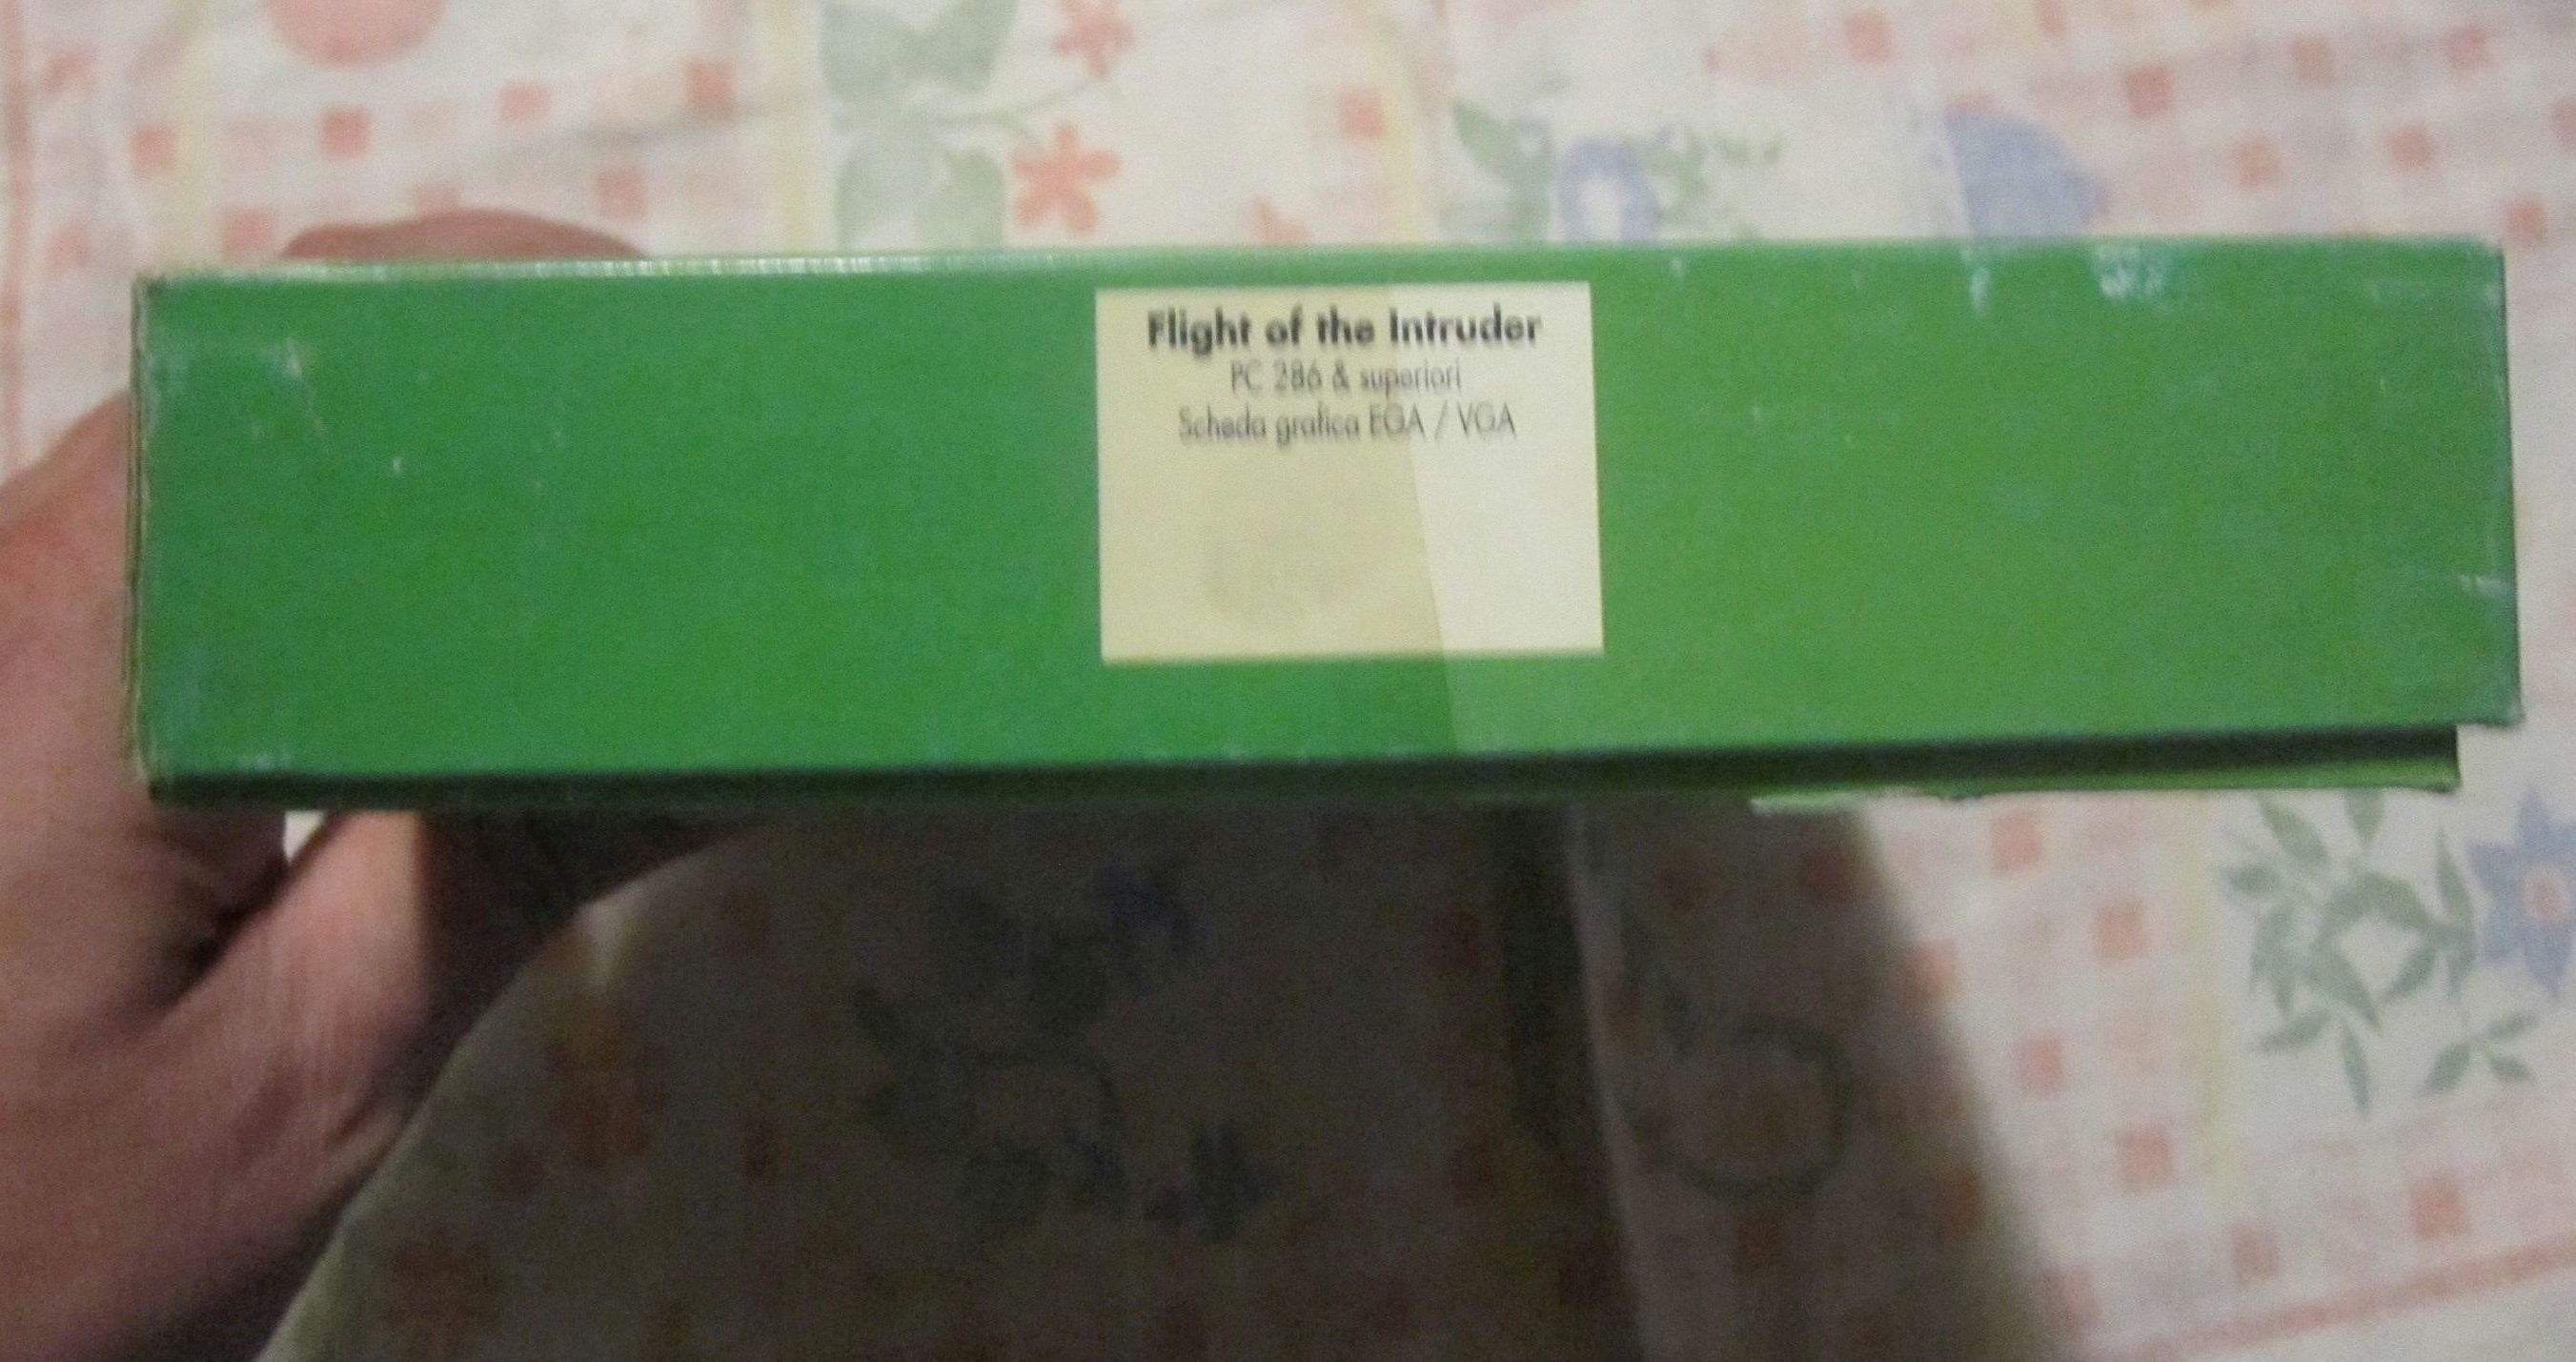 Flight of the Intruder
PC 286 & superiori
Scheda grafica EGA / VGA